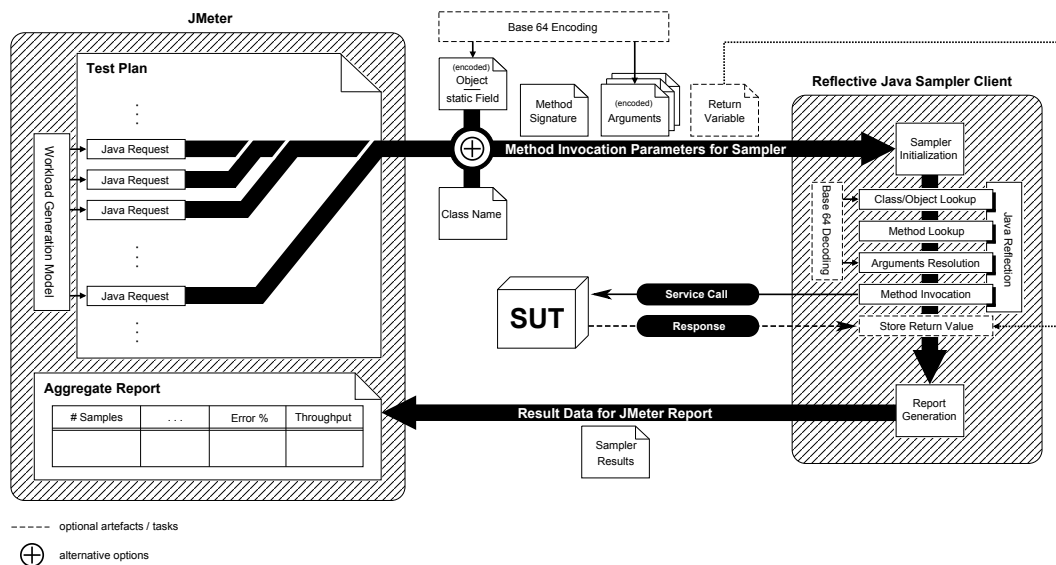 JMeter
Test Plan
. . .
Workload Generation Model
Java Request
Java Request
Java Request
. . .
Java Request
. . .
Aggregate Report
# Samples
. . .
Error %
Throughput
Base 64 Encoding
(encoded)
Object
static Field
Method
Signature
(encoded)
Arguments
Return
Variable
Method Invocation Parameters for Sampler
Class Name
Reflective Java Sampler Client
Sampler
Initialization
Base 64 Decoding
Class/Object Lookup
Method Lookup
Arguments Resolution
Method Invocation
Java Reflection
Store Return Value
SUT
Service Call
Response
Report
Generation
Result Data for JMeter Report
Sampler
Results
optional artefacts / tasks
alternative options